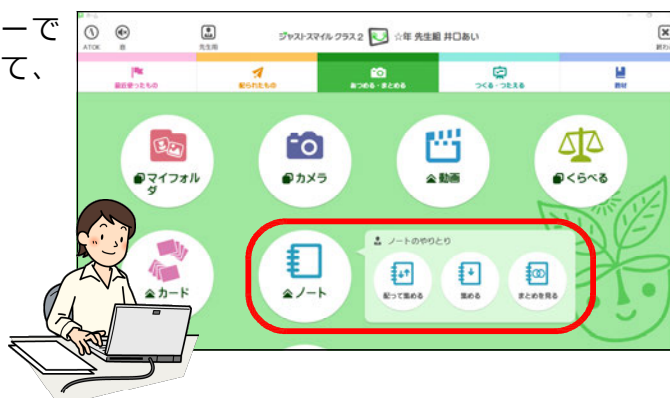 ーで
て、
ホーム
ATOK
先生用
ジャストスマイル クラス2 ☆年 先生組 井口あい
終わる
最近使ったもの
配られたもの
あつめる・まとめる
つくる・つたえる
教材
マイフォルダ
カメラ
動画
くらべる
カード
ノート
ノートのやりとり
配って集める
集める
まとめを見る